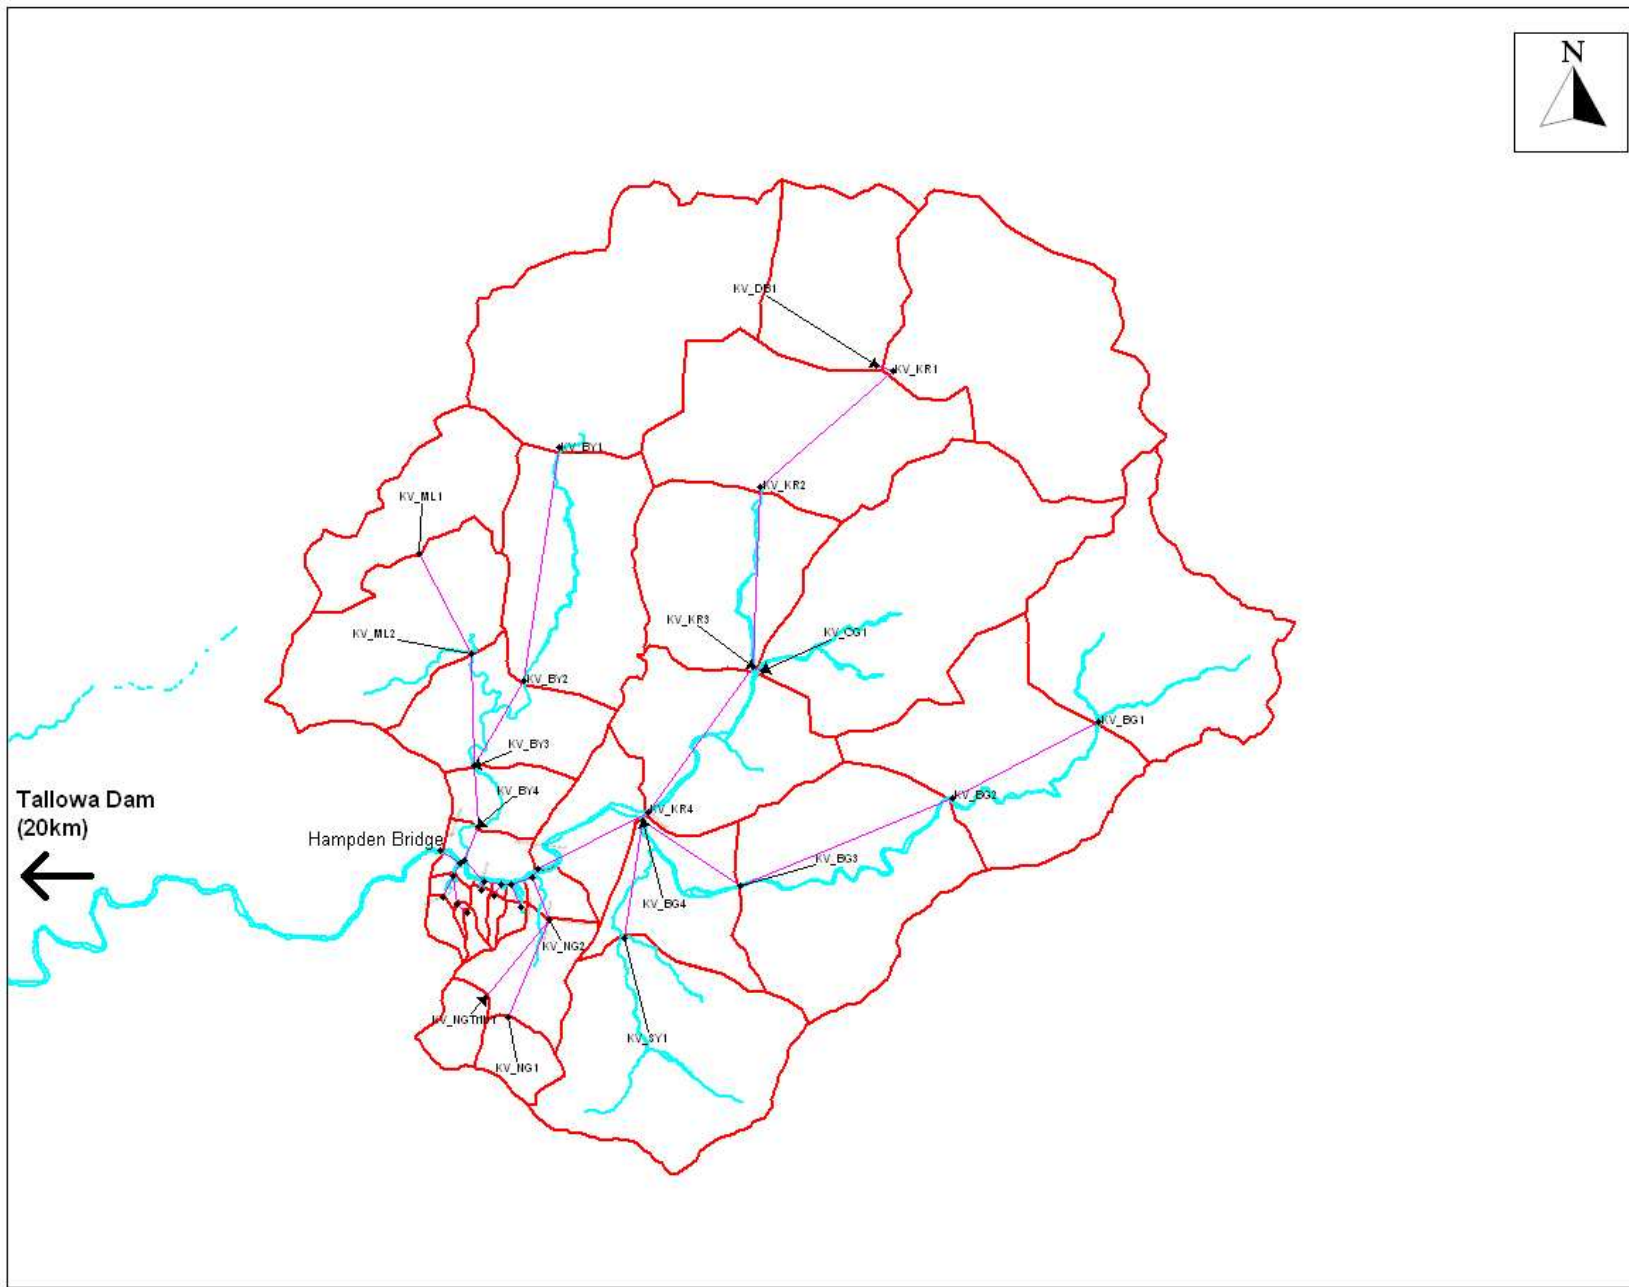 N
KV_DB1
KV_KR1
KV_BY1
KV_KR2
KV_ML1
KV_KR3
KV_CG1
KV_ML2
KV_BY2
KV_BG1
KV_BY3
KV_BY4
Tallowa Dam
(20km)
KV_BG2
KV_KR4
Hampden Bridge
KV_BG3
KV_BG4
KV_NG2
KV_SY1
KV_NG1